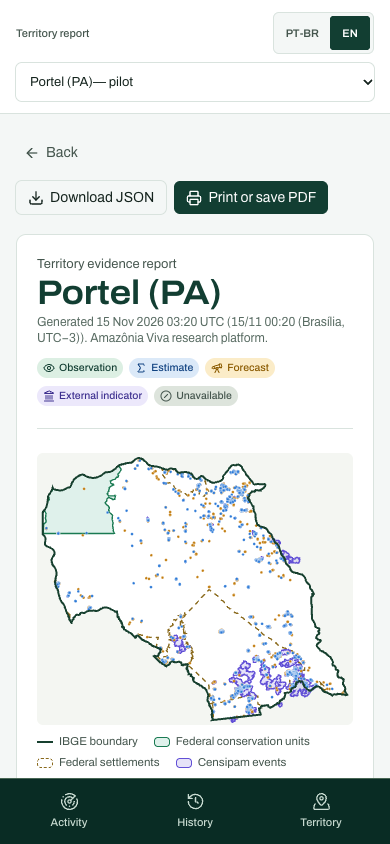 Territory report
PT-BR
EN
Portel (PA)— pilot
Back
Download JSON
Print or save PDF
Territory evidence report
Portel (PA)
Generated 15 Nov 2026 03:20 UTC (15/11 00:20 (Brasília,
UTC−3)). Amazônia Viva research platform.
Observation
Estimate
Forecast
External indicator
Unavailable
IBGE boundary
Federal conservation units
Federal settlements
Censipam events
Activity
History
Territory